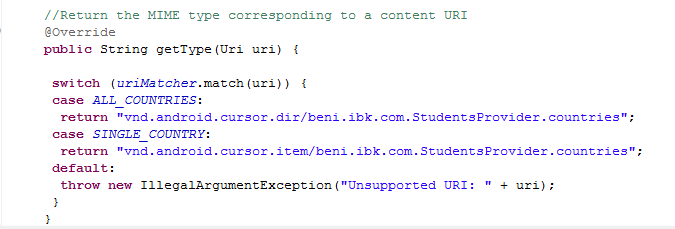 //Return the MIME type corresponding to a content URI
@Override
public String getType(Uri uri) {
switch (uriMatcher.match(uri)) {
case ALL_COUNTRIES:
return "vnd.android.cursor.dir/beni.ibk.com.StudentsProvider.countries";
case SINGLE_COUNTRY:
return "vnd.android.cursor.item/beni.ibk.com.StudentsProvider.countries";
default:
throw new IllegalArgumentException("Unsupported URI: " + uri);
}
}